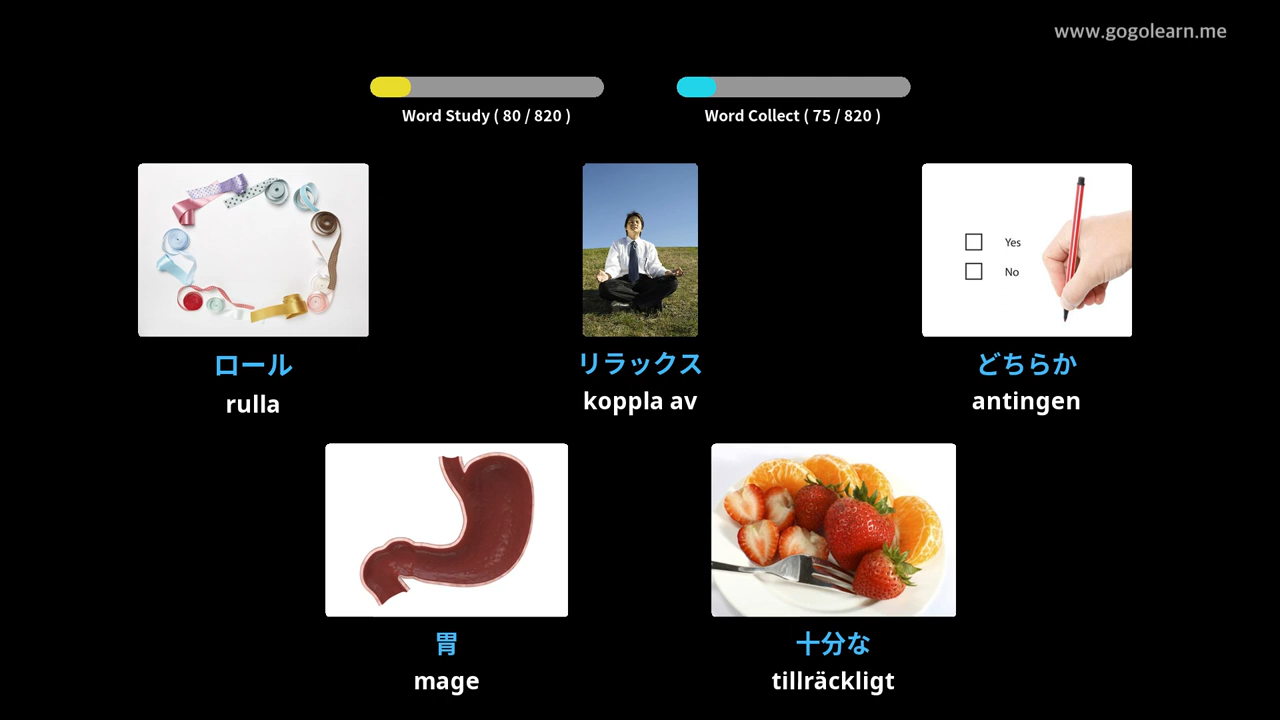 www.gogolearn.me
Word Study ( 80 / 820 )
Word Collect ( 75 / 820 )
Yes
No
ロール
rulla
リラックス
koppla av
どちらか
antingen
胃
mage
十分な
tillräckligt